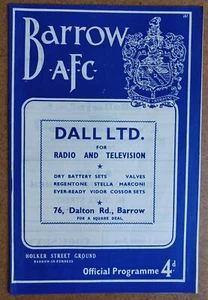 Barrow
A.F.C.
DALL LTD.
FOR
RADIO AND TELEVISION
DRY BATTERY SETS VALVES
REGENTONE STELLA MARCONI
EVER-READY VIDOR COSSOR SETS
76, Dalton Rd., Barrow
FOR A SQUARE DEAL
HOLKER STREET GROUND
BARROW-IN-FURNESS
Official Programme 4d.